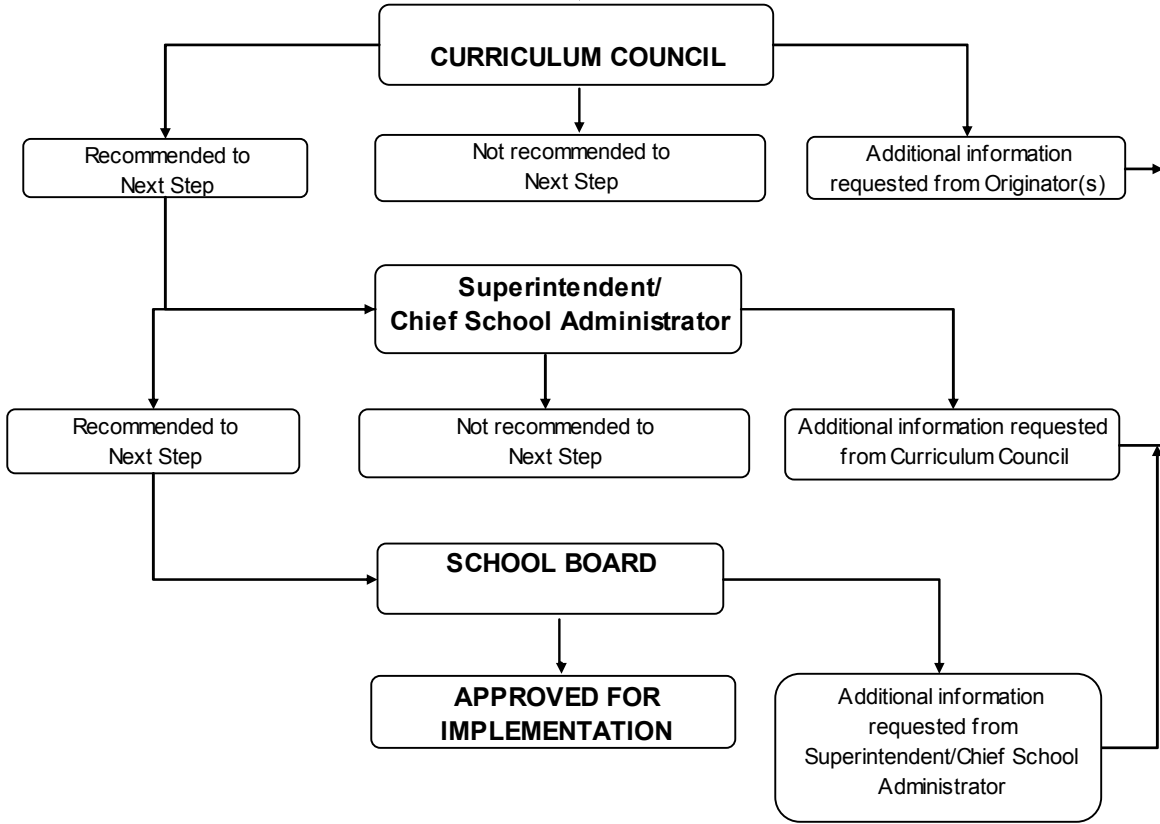 CURRICULUM COUNCIL
Recommended to
Next Step
Not recommended to
Next Step
Additional information
requested from Originator(s)
Superintendent/
Chief School Administrator
Recommended to
Next Step
Not recommended to
Next Step
Additional information requested
from Curriculum Council
SCHOOL BOARD
APPROVED FOR
IMPLEMENTATION
Additional information
requested from
Superintendent/Chief School
Administrator